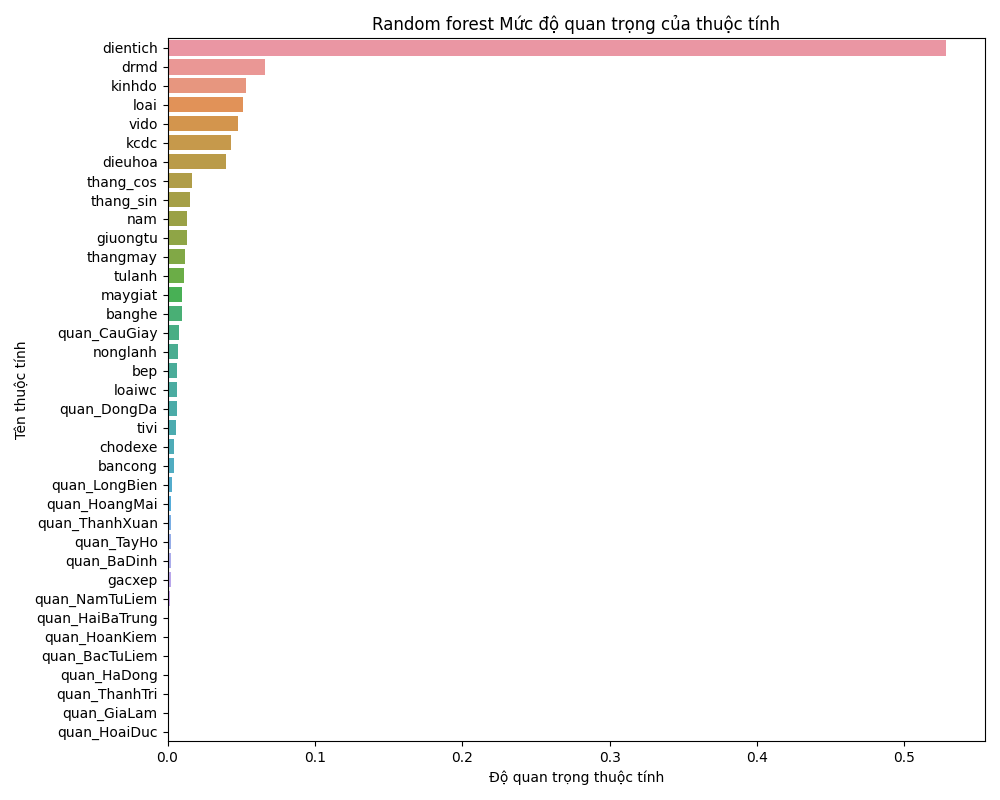 Random forest Mức độ quan trọng của thuộc tính
Tên thuộc tính
dientich
drmd
kinhdo
loai
vido
kcdc
dieuhoa
thang_cos
thang_sin
nam
giuongtu
thangmay
tulanh
maygiat
banghe
quan_CauGiay
nonglanh
bep
loaiwc
quan_DongDa
tivi
chodexe
bancong
quan_LongBien
quan_HoangMai
quan_ThanhXuan
quan_TayHo
quan_BaDinh
gacxep
quan_NamTuLiem
quan_HaiBaTrung
quan_HoanKiem
quan_BacTuLiem
quan_HaDong
quan_ThanhTri
quan_GiaLam
quan_HoaiDuc
0.0 0.1 0.2 0.3 0.4 0.5
Độ quan trọng thuộc tính